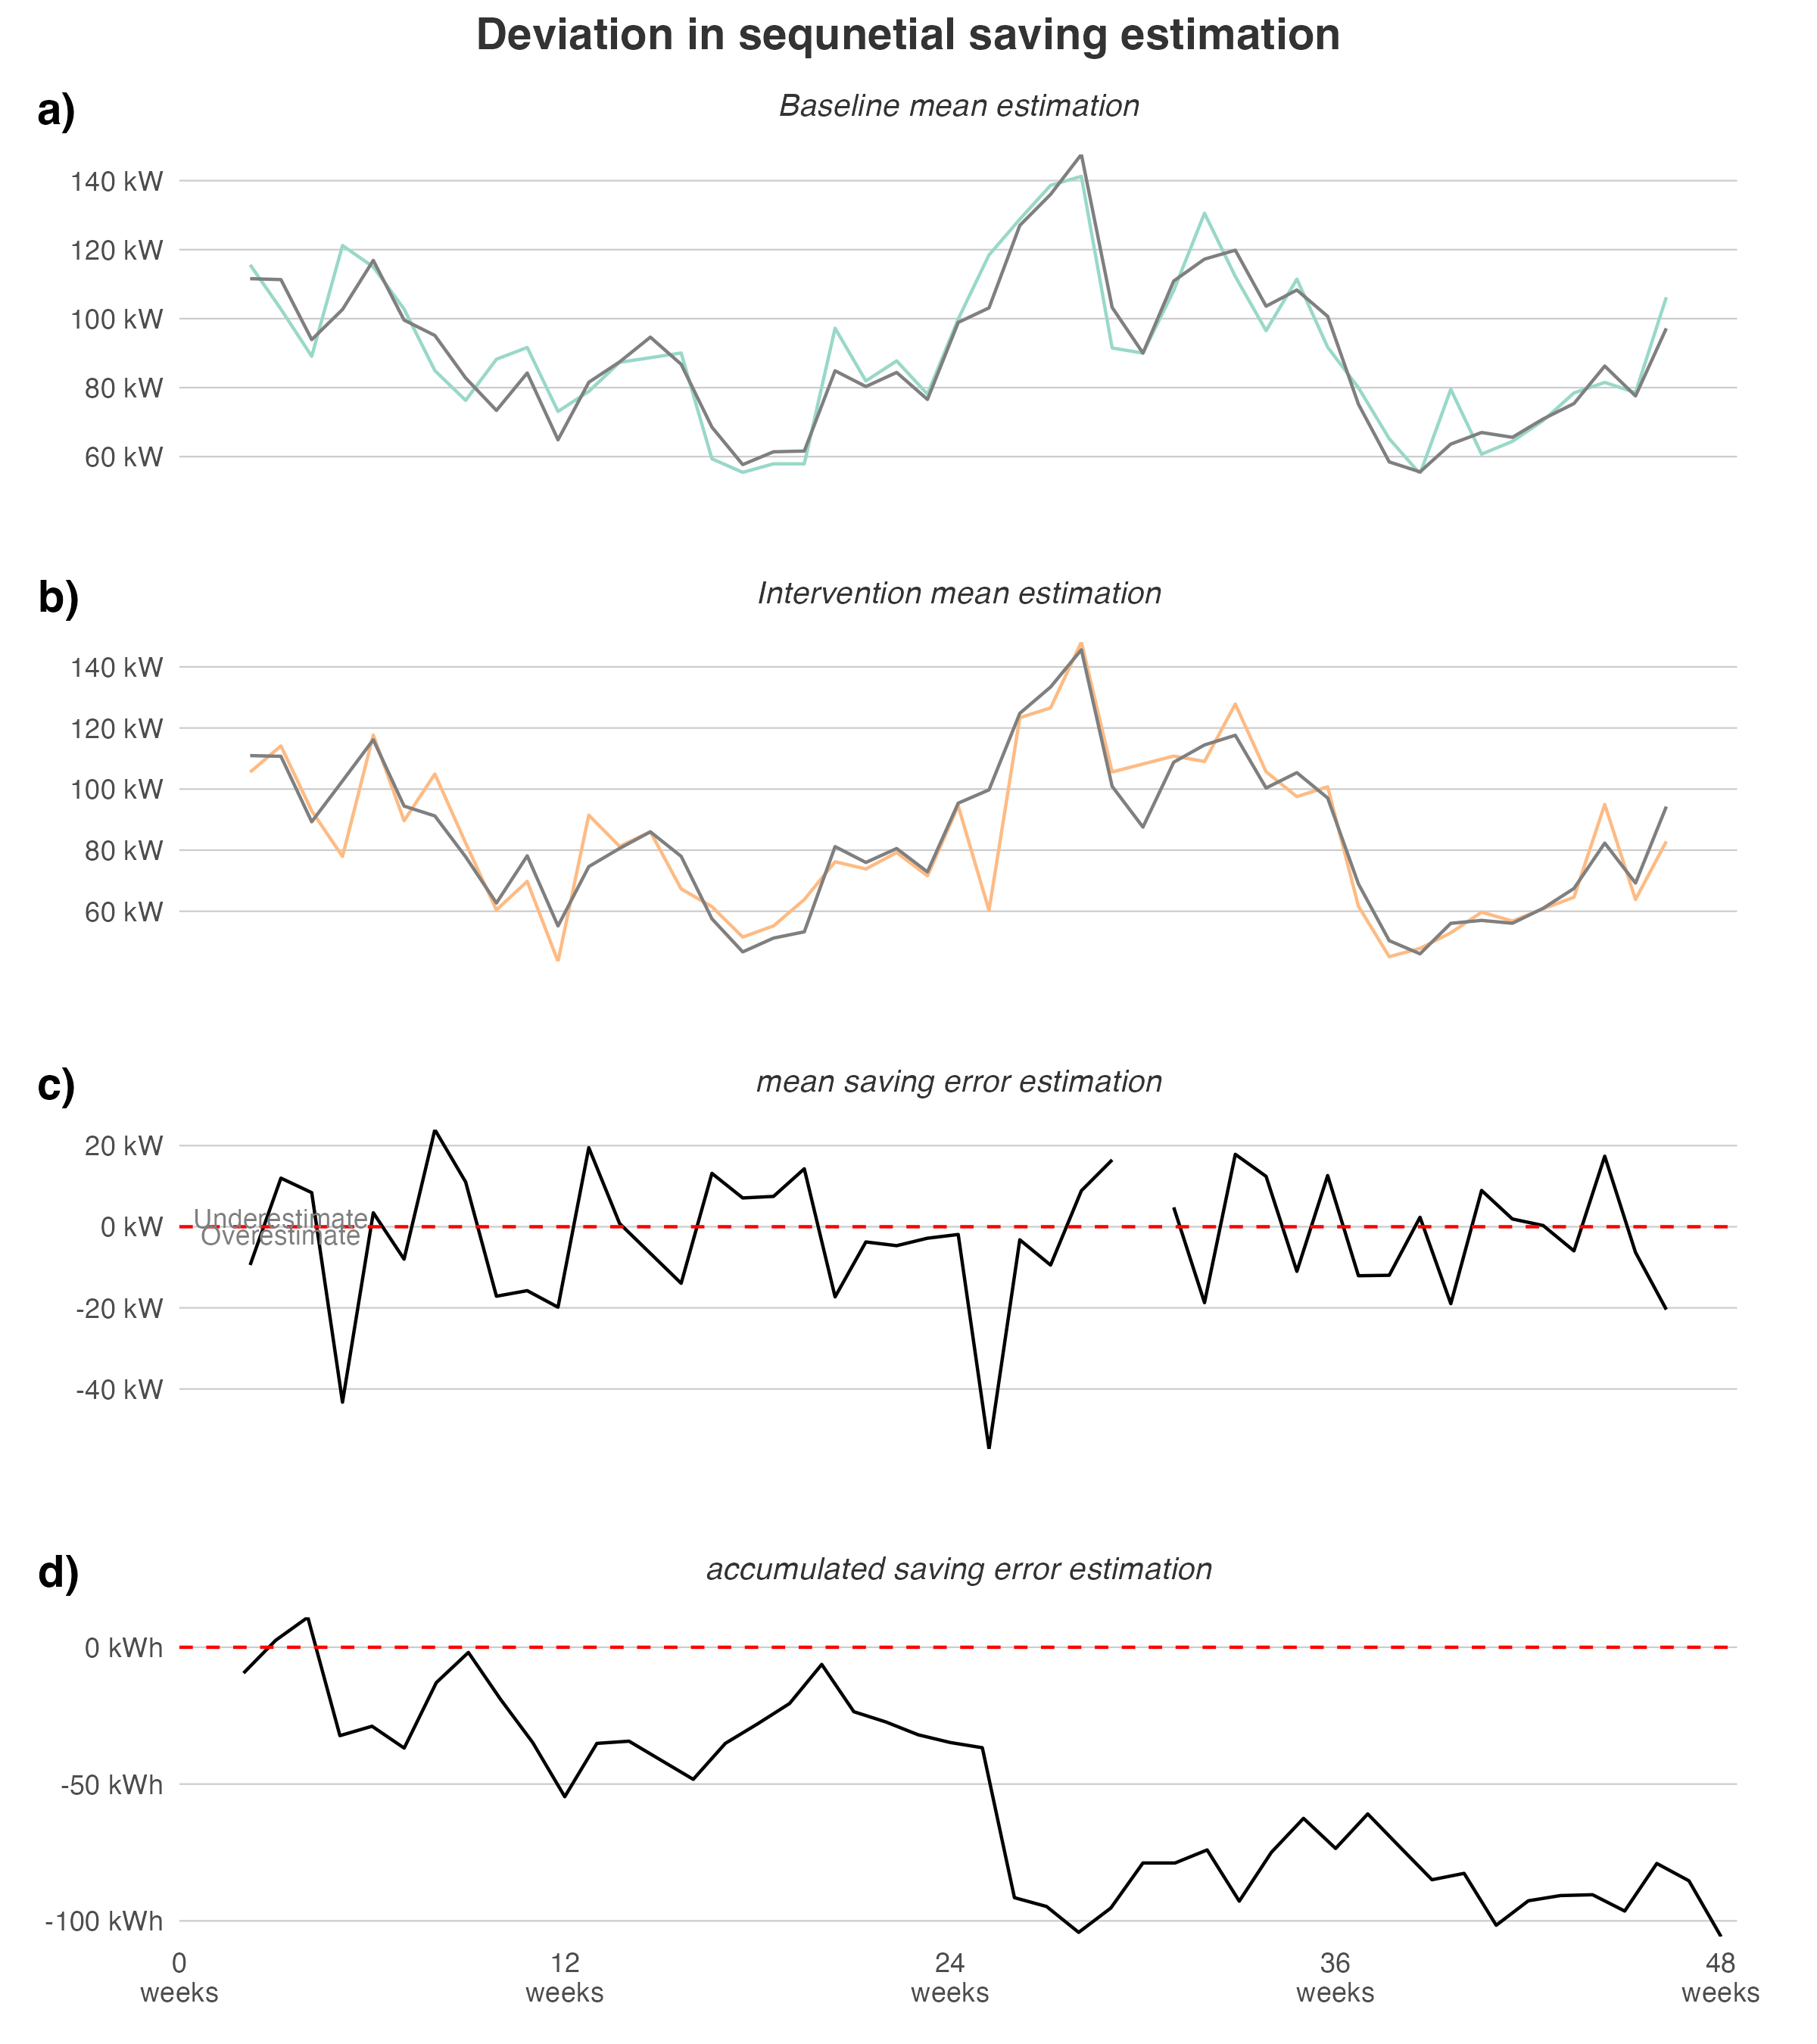 Deviation in sequnetial saving estimation
a)
Baseline mean estimation
140 kW
120 kW
100 kW
80 kW
60 kW
b)
Intervention mean estimation
140 kW
120 kW
100 kW
80 kW
60 kW
c)
mean saving error estimation
20 kW
0 kW
-20 kW
-40 kW
Underestimate
Overestimate
d)
accumulated saving error estimation
0 kWh
-50 kWh
-100 kWh
0
weeks
12
weeks
24
weeks
36
weeks
48
weeks